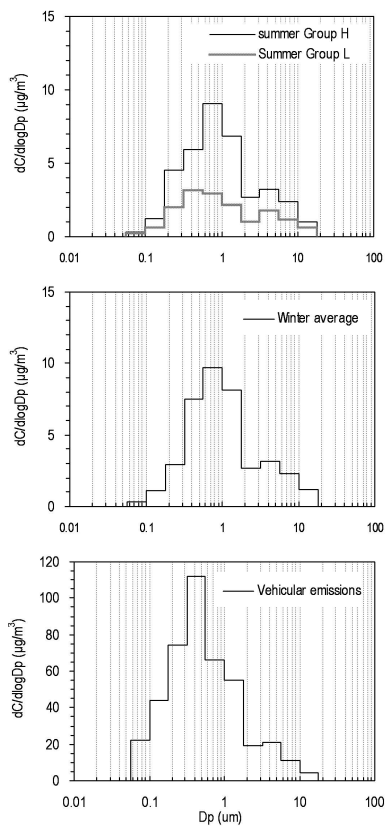 15
summer Group H
Summer Group L
10
dC/dlogDp (µg/m³)
5
0
0.01 0.1 1 10 100
15
Winter average
10
dC/dlogDp (µg/m³)
5
0
0.01 0.1 1 10 100
120
Vehicular emissions
100
80
dC/dlogDp (µg/m³)
60
40
20
0
0.01 0.1 1 10 100
Dp (um)